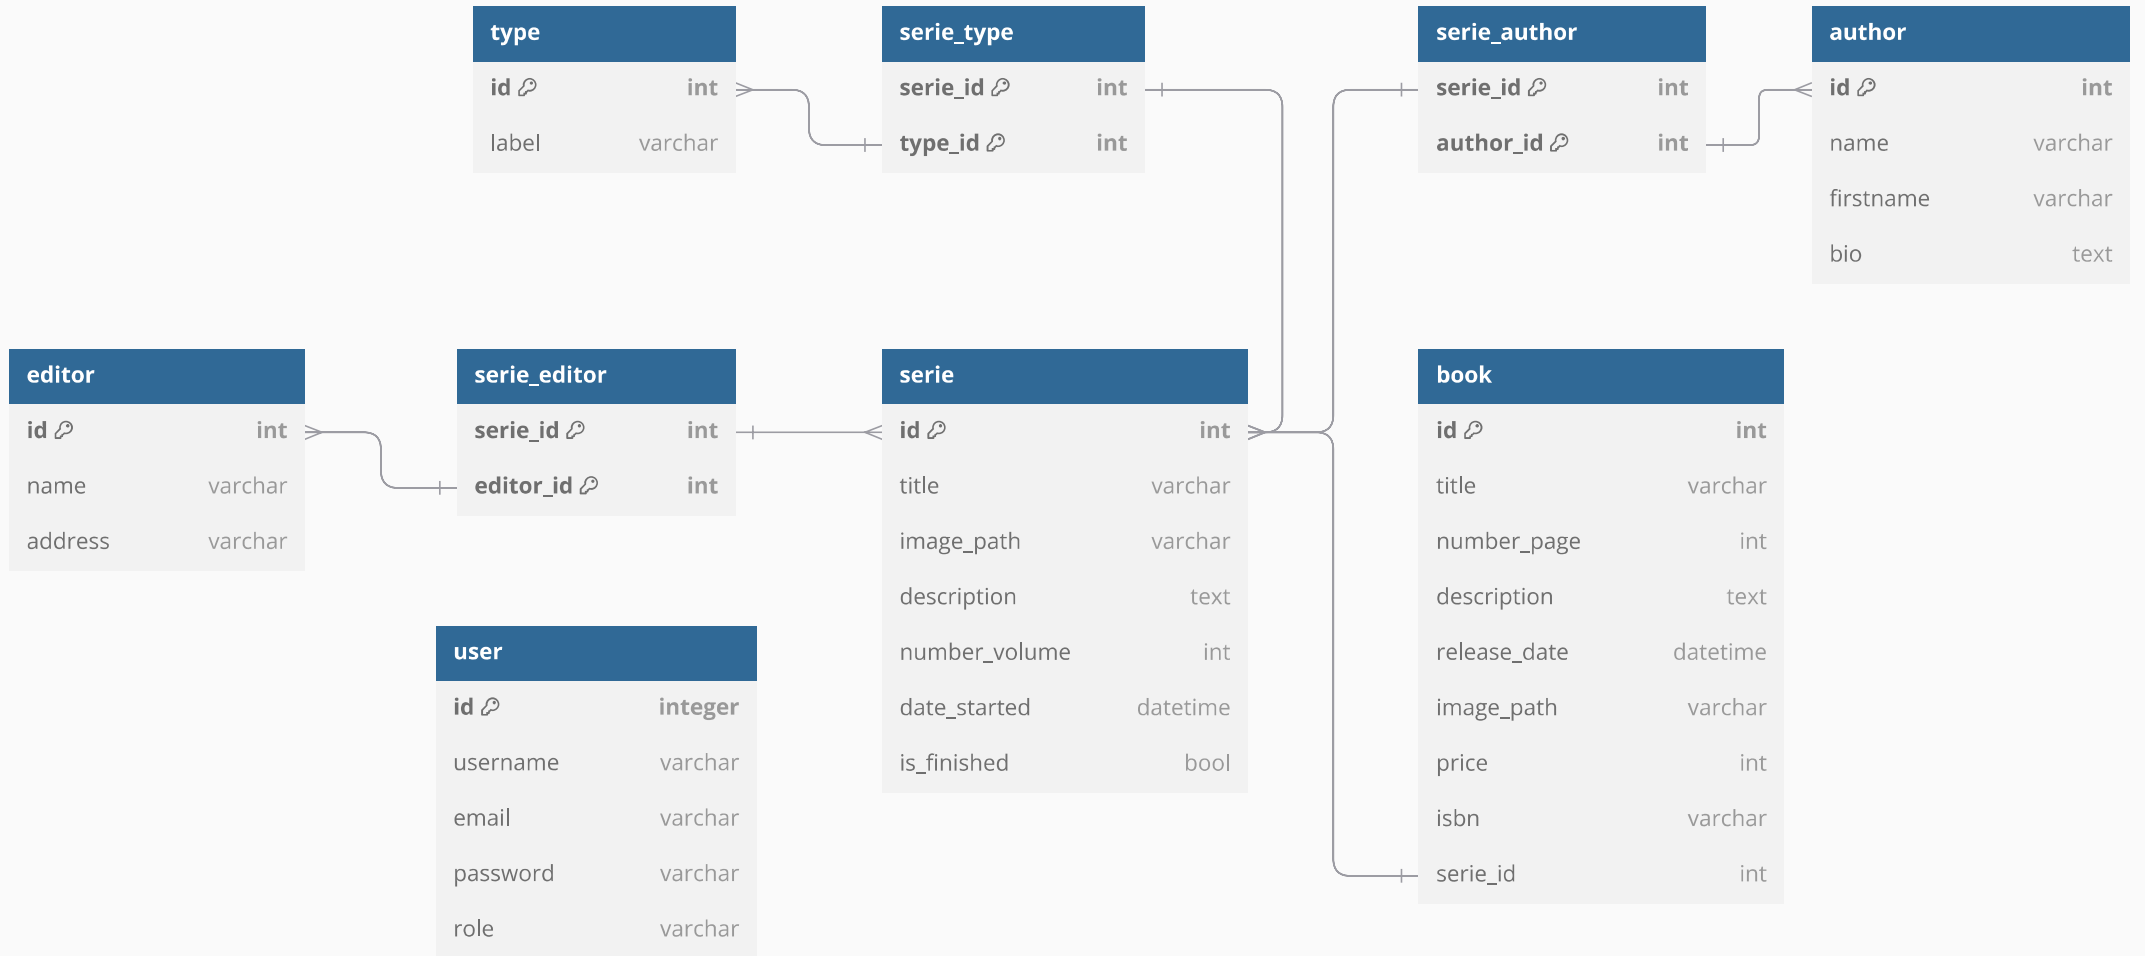 type
id int
label varchar
serie_type
serie_id int
type_id int
serie_author
serie_id int
author_id int
author
id int
name varchar
firstname varchar
bio text
editor
id int
name varchar
address varchar
serie_editor
serie_id int
editor_id int
serie
id int
title varchar
image_path varchar
description text
number_volume int
date_started datetime
is_finished bool
book
id int
title varchar
number_page int
description text
release_date datetime
image_path varchar
price int
isbn varchar
serie_id int
user
id integer
username varchar
email varchar
password varchar
role varchar